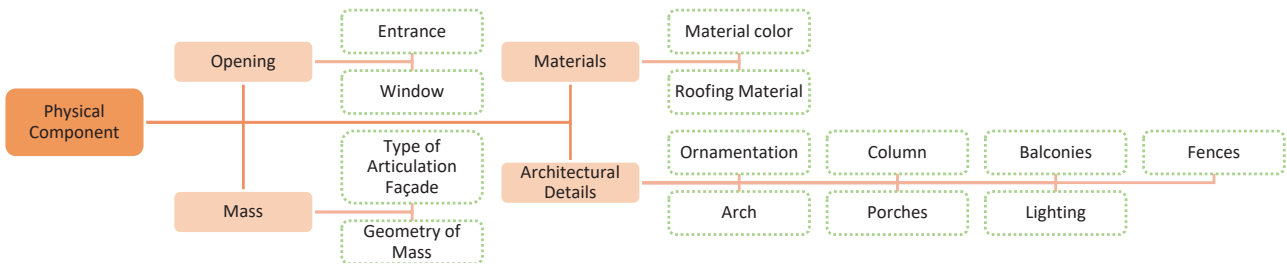 Physical
Component
Opening
Entrance
Window
Mass
Type of
Articulation
Façade
Geometry of
Mass
Materials
Material color
Roofing Material
Architectural
Details
Ornamentation
Arch
Column
Porches
Balconies
Lighting
Fences